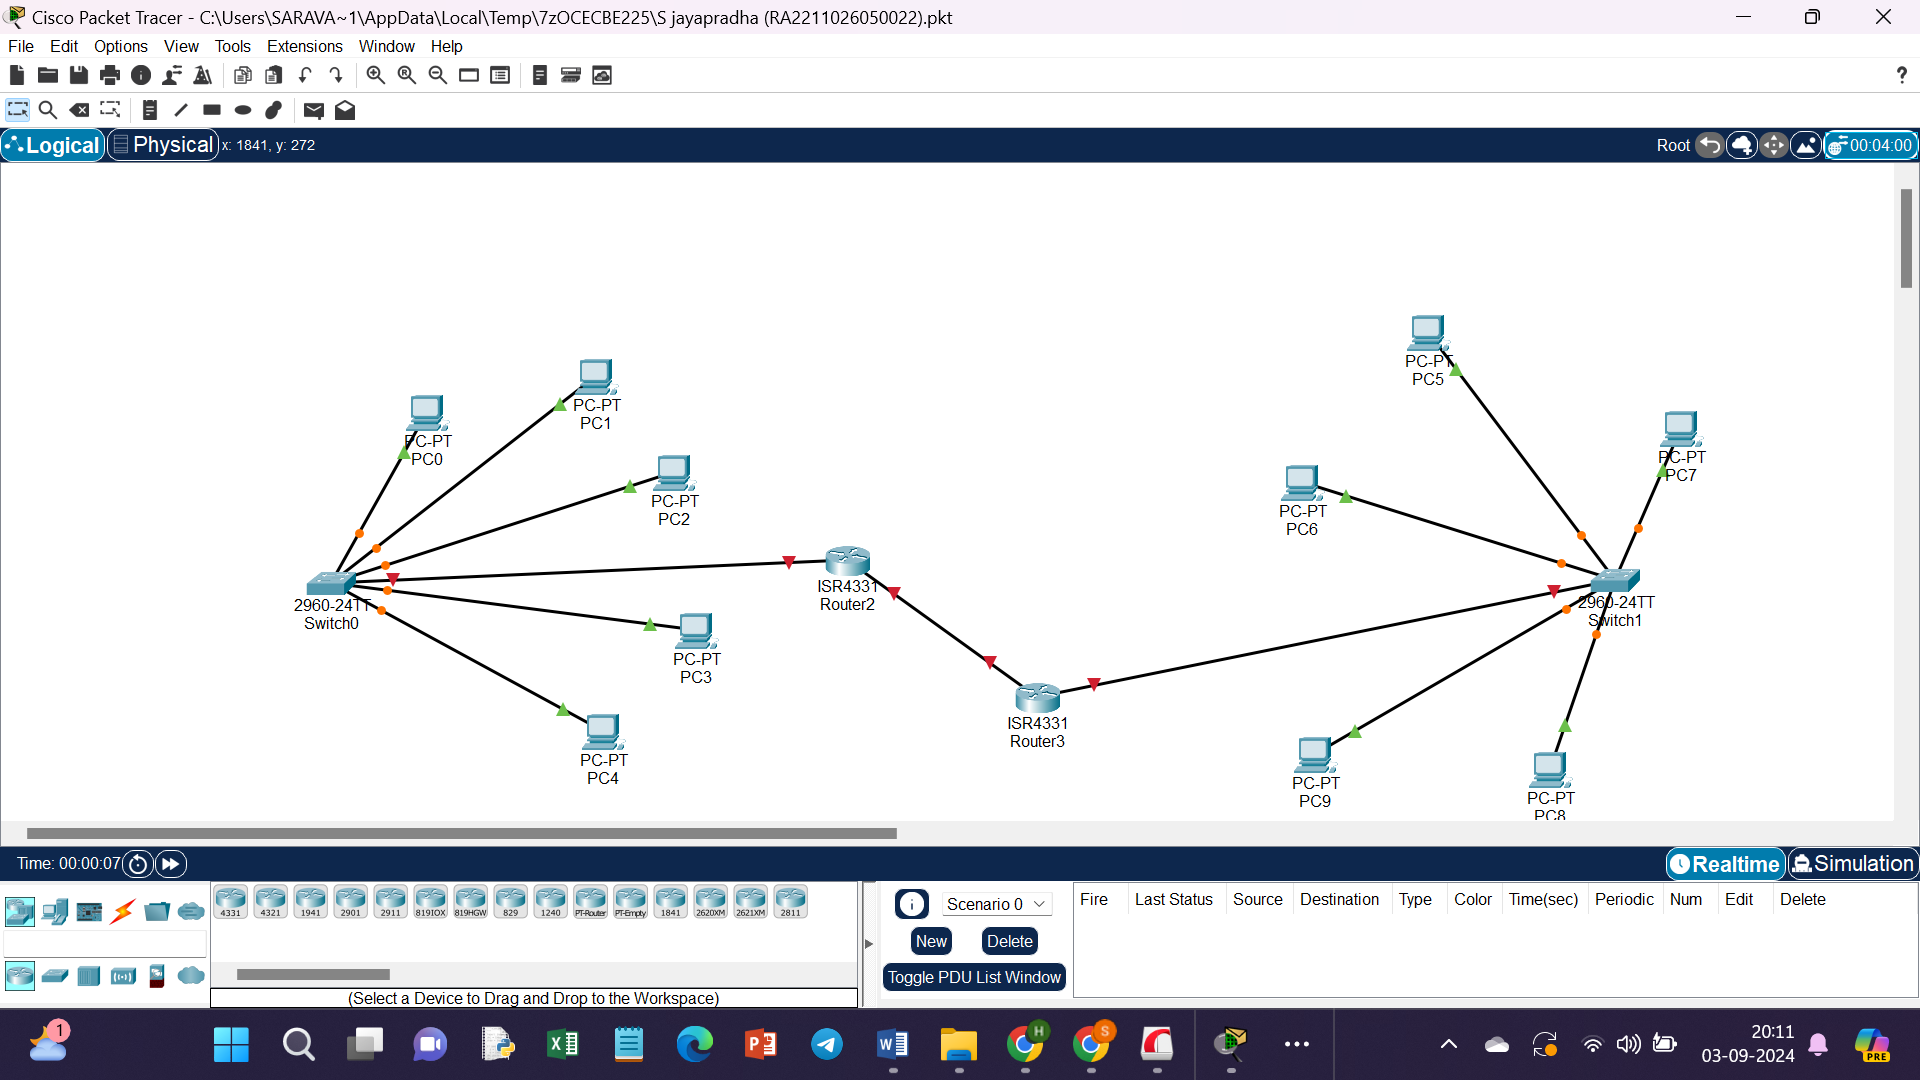 Cisco Packet Tracer - C:\Users\SARAVA~1\AppData\Local\Temp\7zOCECBE225\S jayapradha (RA2211026050022).pkt
File Edit Options View Tools Extensions Window Help
?
Logical Physical x: 1841, y: 272 Root 00:04:00
PC-PT
PC5
PC-PT
PC1
PC-PT
PC0
PC-PT
PC7
PC-PT
PC2
PC-PT
PC6
ISR4331
Router2
2960-24TT
Switch0
2960-24TT
Switch1
PC-PT
PC3
ISR4331
Router3
PC-PT
PC4
PC-PT
PC9
PC-PT
PC8
Time: 00:00:07 Realtime Simulation
4331 4321 1941 2901 2911 819IOX 819HGW 829 1240 PT-Router PT-Empty 1841 2620XM 2621XM 2811
Scenario 0
New Delete
Toggle PDU List Window
Fire Last Status Source Destination Type Color Time(sec) Periodic Num Edit Delete
(Select a Device to Drag and Drop to the Workspace)
1
H
S
20:11
03-09-2024
PRE